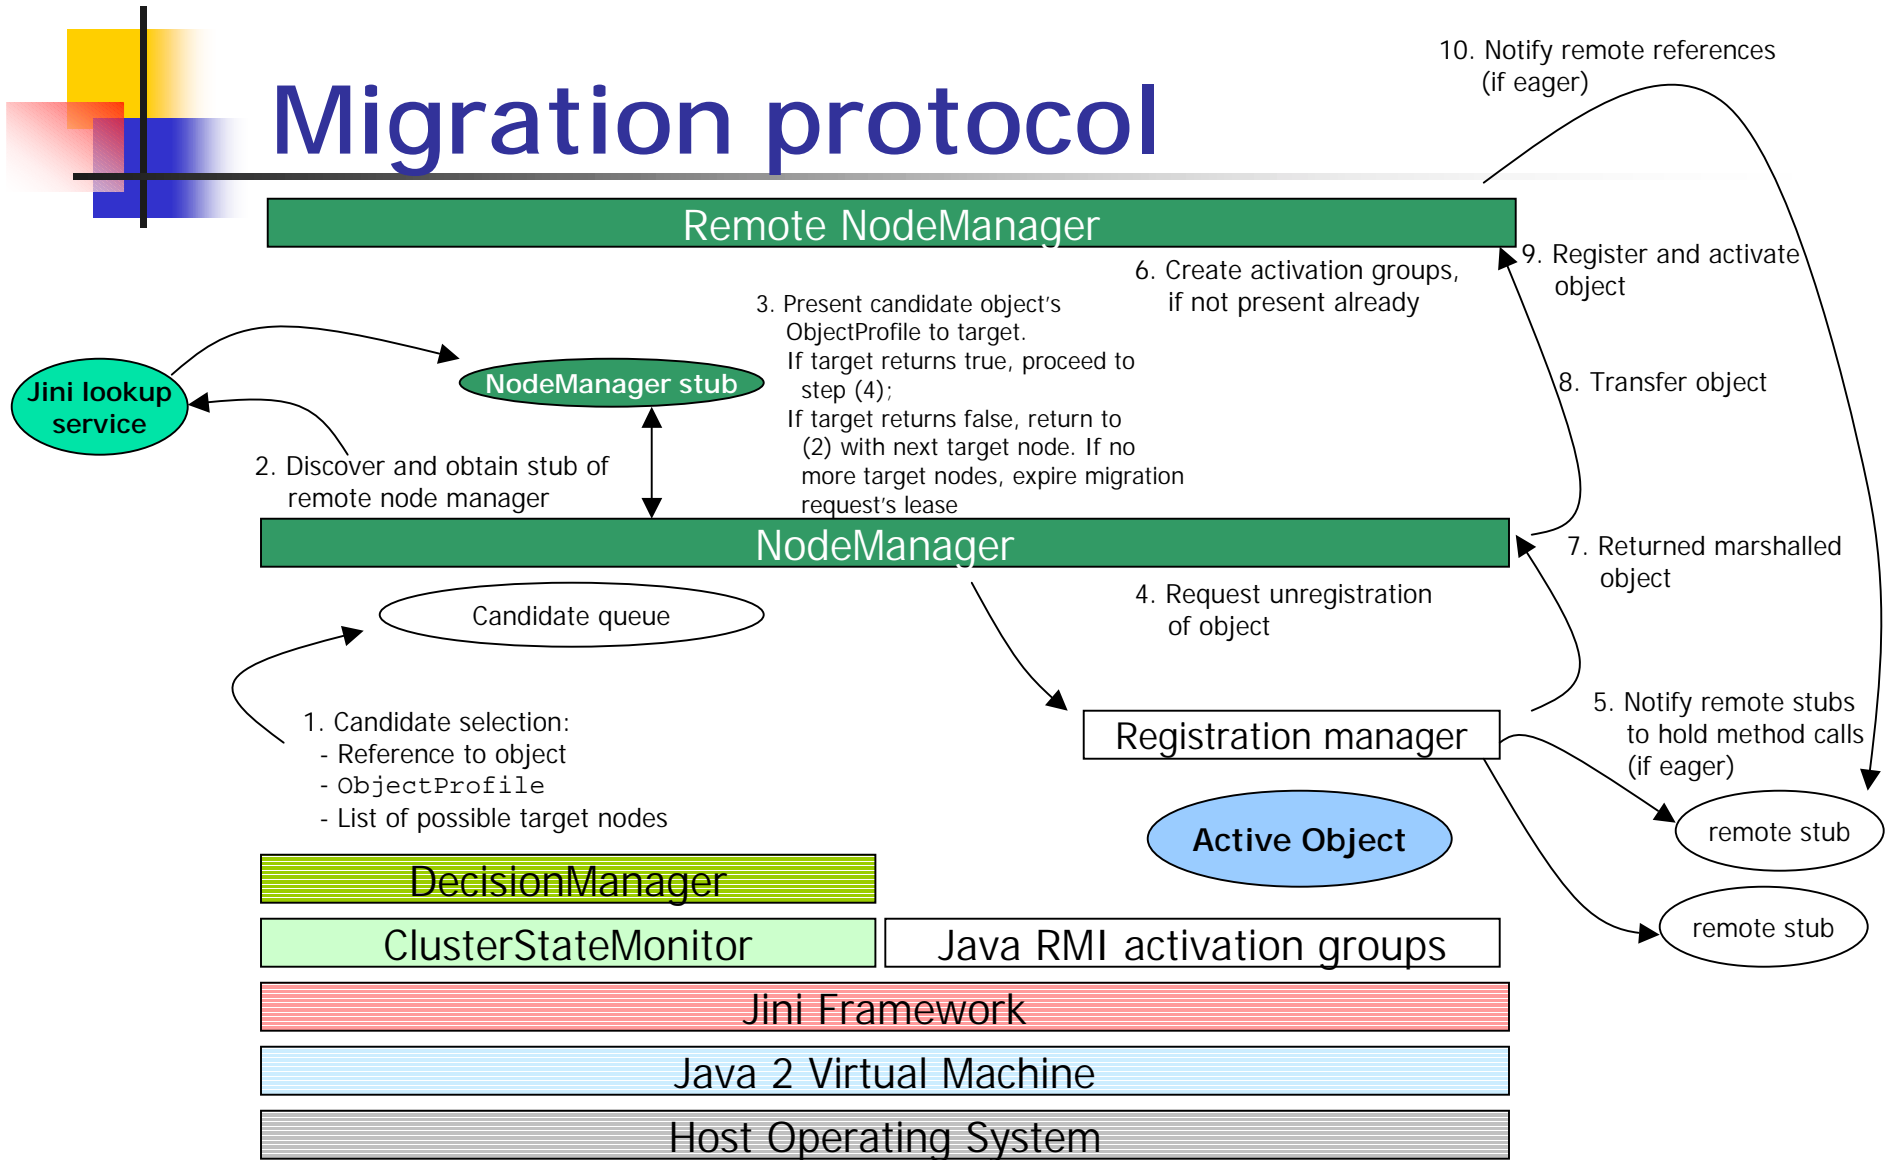 Migration protocol
10. Notify remote references
(if eager)
Remote NodeManager
9. Register and activate
object
6. Create activation groups,
if not present already
3. Present candidate object's
ObjectProfile to target.
If target returns true, proceed to
step (4);
If target returns false, return to
(2) with next target node. If no
more target nodes, expire migration
request's lease
Jini lookup
service
NodeManager stub
8. Transfer object
2. Discover and obtain stub of
remote node manager
NodeManager
7. Returned marshalled
object
Candidate queue
4. Request unregistration
of object
1. Candidate selection:
- Reference to object
- ObjectProfile
- List of possible target nodes
Registration manager
5. Notify remote stubs
to hold method calls
(if eager)
Active Object
remote stub
remote stub
DecisionManager
ClusterStateMonitor
Java RMI activation groups
Jini Framework
Java 2 Virtual Machine
Host Operating System